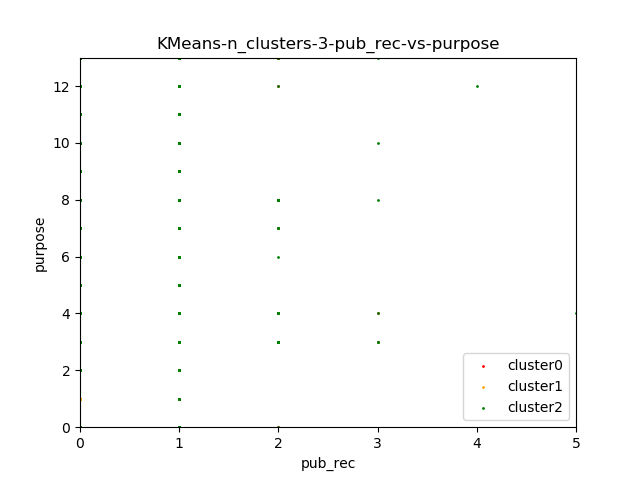 KMeans-n_clusters-3-pub_rec-vs-purpose
12
10
8
6
4
2
0
purpose
0 1 2 3 4 5
pub_rec
cluster0
cluster1
cluster2